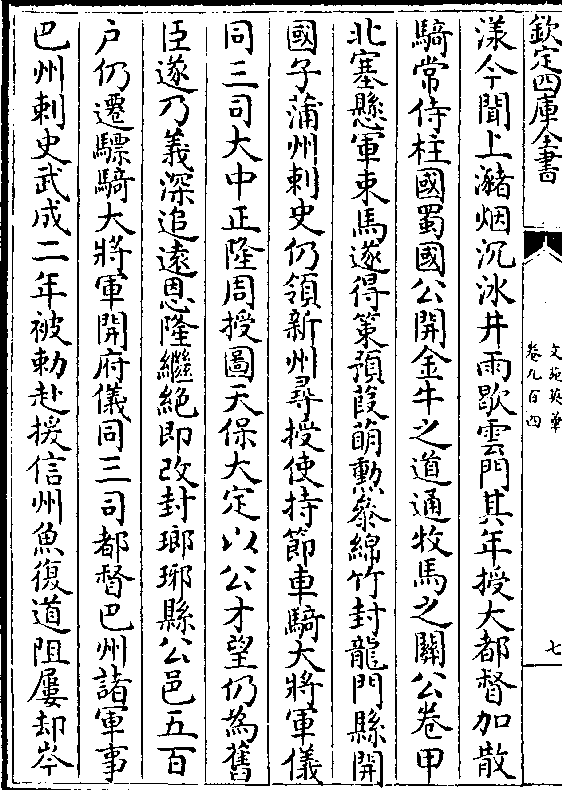 欽定四庫全書
文苑英華
卷九百四
七
漾今聞上瀦烟沉冰井雨歇雲門其年授大都督加散
騎常侍柱國蜀國公開金牛之道通牧馬之關公卷甲
北塞懸軍束馬遂得策預葭萌勲叅綿竹封龍門縣開
國子蒲州刺史仍領新州尋授使持節車騎大將軍儀
同三司大中正隆周授圖天保大定以公才望仍為舊
臣遂乃義深追遠恩隆繼絶即改封瑯琊縣公邑五百
户仍遷驃騎大將軍開府儀同三司都督巴州諸軍事
巴州刺史武成二年被勅赴援信州魚復道阻屢却岑